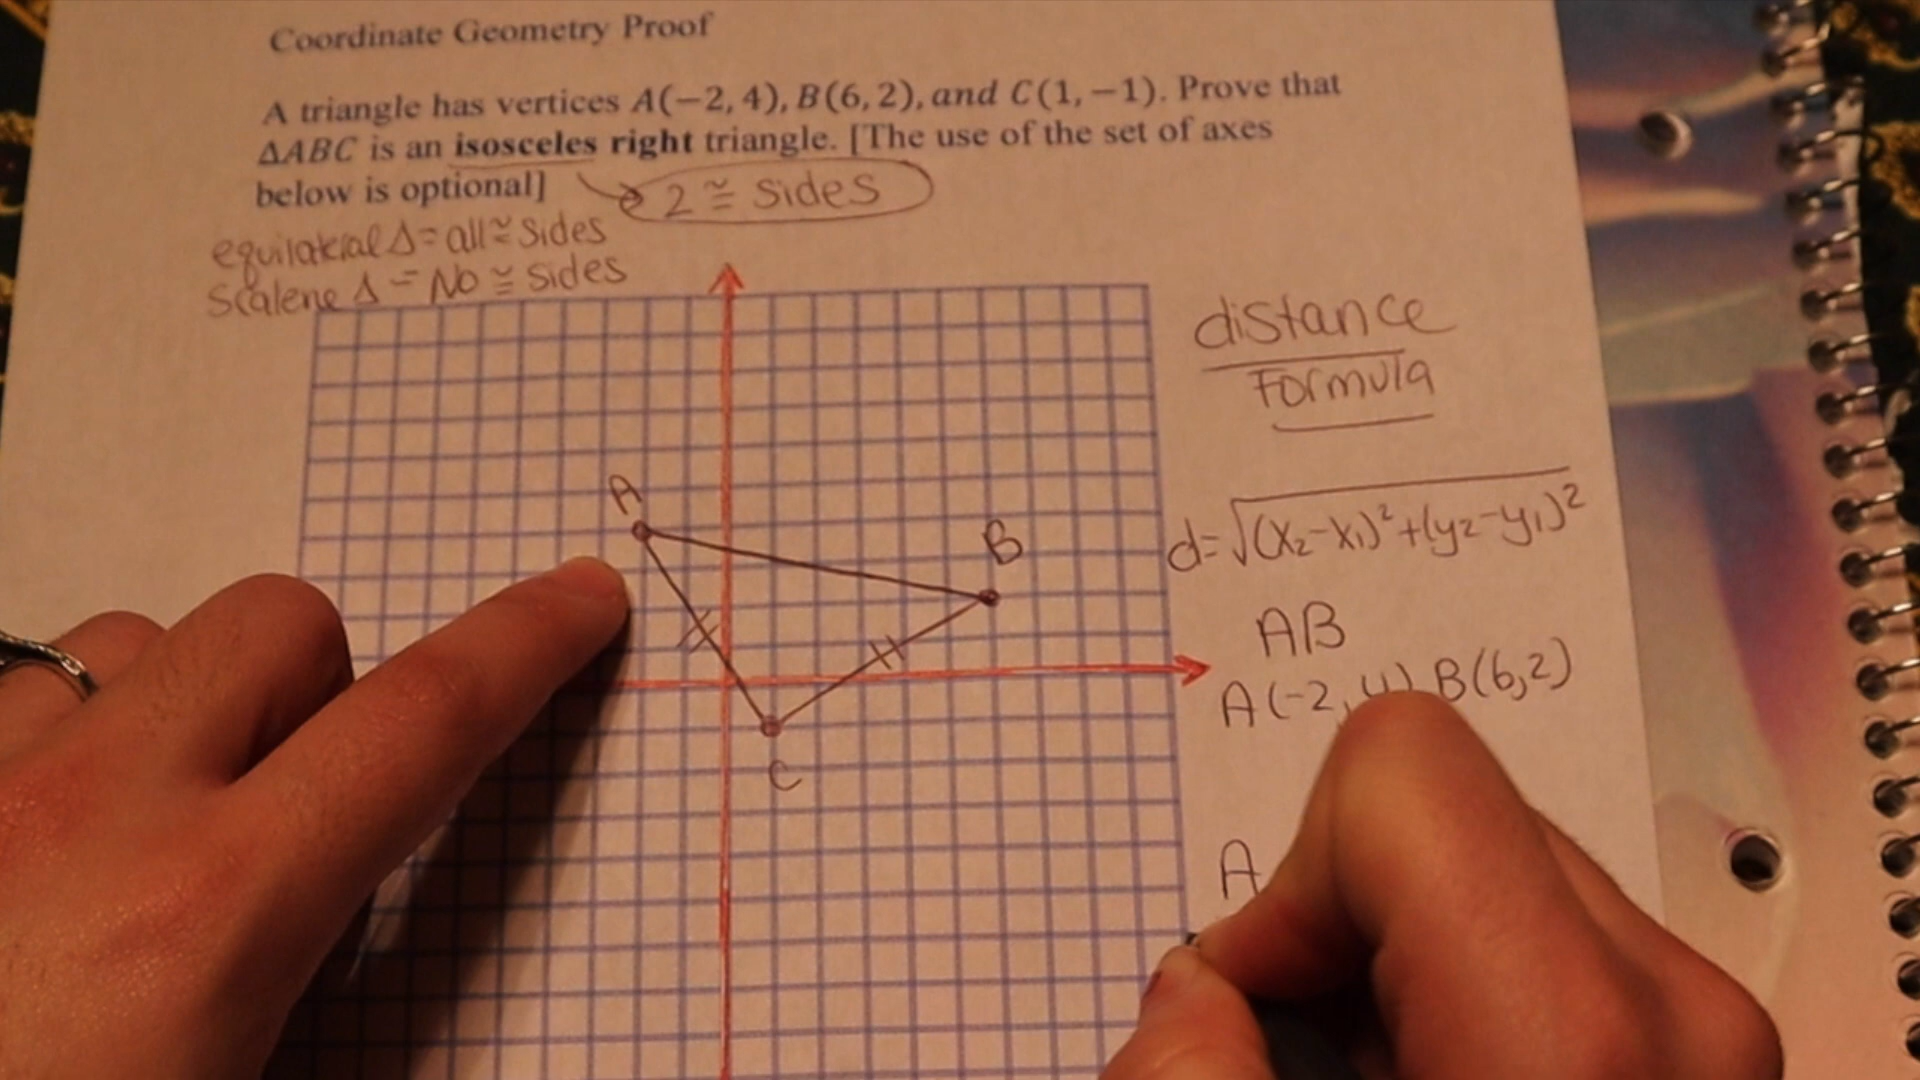 Coordinate Geometry Proof
A triangle has vertices A(−2, 4), B(6, 2), and C(1, −1). Prove that
ΔABC is an isosceles right triangle. [The use of the set of axes
below is optional]
2 ≅ sides
equilatrial Δ = all ≅ sides
Scalene Δ = No ≅ sides
distance
Formula
A
B
C
d=√(x₂-x₁)²+(y₂-y₁)²
AB
A(-2,4) B(6,2)
A